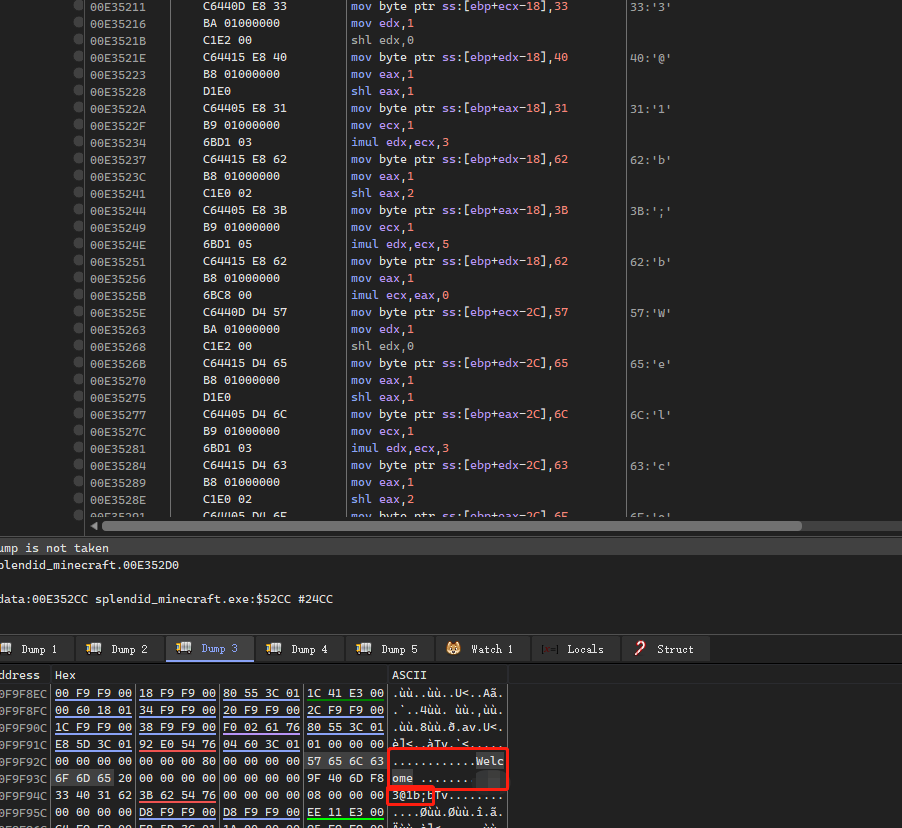 00E35211 C6440D E8 33 mov byte ptr ss:[ebp+ecx-18],33 33:'3'
00E35216 BA 01000000 mov edx,1
00E3521B C1E2 00 shl edx,0
00E3521E C64415 E8 40 mov byte ptr ss:[ebp+edx-18],40 40:'@'
00E35223 B8 01000000 mov eax,1
00E35228 D1E0 shl eax,1
00E3522A C64405 E8 31 mov byte ptr ss:[ebp+eax-18],31 31:'1'
00E3522F B9 01000000 mov ecx,1
00E35234 6BD1 03 imul edx,ecx,3
00E35237 C64415 E8 62 mov byte ptr ss:[ebp+edx-18],62 62:'b'
00E3523C B8 01000000 mov eax,1
00E35241 C1E0 02 shl eax,2
00E35244 C64405 E8 3B mov byte ptr ss:[ebp+eax-18],3B 3B:';'
00E35249 B9 01000000 mov ecx,1
00E3524E 6BD1 05 imul edx,ecx,5
00E35251 C64415 E8 62 mov byte ptr ss:[ebp+edx-18],62 62:'b'
00E35256 B8 01000000 mov eax,1
00E3525B 6BC8 00 imul ecx,eax,0
00E3525E C6440D D4 57 mov byte ptr ss:[ebp+ecx-2C],57 57:'W'
00E35263 BA 01000000 mov edx,1
00E35268 C1E2 00 shl edx,0
00E3526B C64415 D4 65 mov byte ptr ss:[ebp+edx-2C],65 65:'e'
00E35270 B8 01000000 mov eax,1
00E35275 D1E0 shl eax,1
00E35277 C64405 D4 6C mov byte ptr ss:[ebp+eax-2C],6C 6C:'l'
00E3527C B9 01000000 mov ecx,1
00E35281 6BD1 03 imul edx,ecx,3
00E35284 C64415 D4 63 mov byte ptr ss:[ebp+edx-2C],63 63:'c'
00E35289 B8 01000000 mov eax,1
00E3528E C1E0 02 shl eax,2
00E35291 C64405 D4 6F mov byte ptr ss:[ebp+eax-2C],6F 6F:'o'
ump is not taken
plendid_minecraft.00E352D0
data:00E352CC splendid_minecraft.exe:$52CC #24CC
Dump 1 Dump 2 Dump 3 Dump 4 Dump 5 Watch 1 Locals Struct
ddress Hex ASCII
0F9F8EC 00 F9 F9 00 18 F9 F9 00 80 55 3C 01 1C 41 E3 00 .ùù..ùù..U<..Aã.
0F9F8FC 00 60 18 01 34 F9 F9 00 20 F9 F9 00 2C F9 F9 00 .`..4ùù. ùù.,ùù.
0F9F90C 1C F9 F9 00 38 F9 F9 00 F0 02 61 76 80 55 3C 01 .ùù.8ùù.ð.av.U<.
0F9F91C E8 5D 3C 01 92 E0 54 76 04 60 3C 01 01 00 00 00 è]<..àTv.`<.....
0F9F92C 00 00 00 00 00 00 00 80 00 00 00 00 57 65 6C 63 ............Welc
0F9F93C 6F 6D 65 20 00 00 00 00 00 00 00 00 9F 40 6D F8 ome ........
0F9F94C 33 40 31 62 3B 62 54 76 00 00 00 00 08 00 00 00 3@1b;bTv........
0F9F95C 00 00 00 00 D8 F9 F9 00 D8 F9 F9 00 EE 11 E3 00 ....Øùù.Øùù.î.ã.